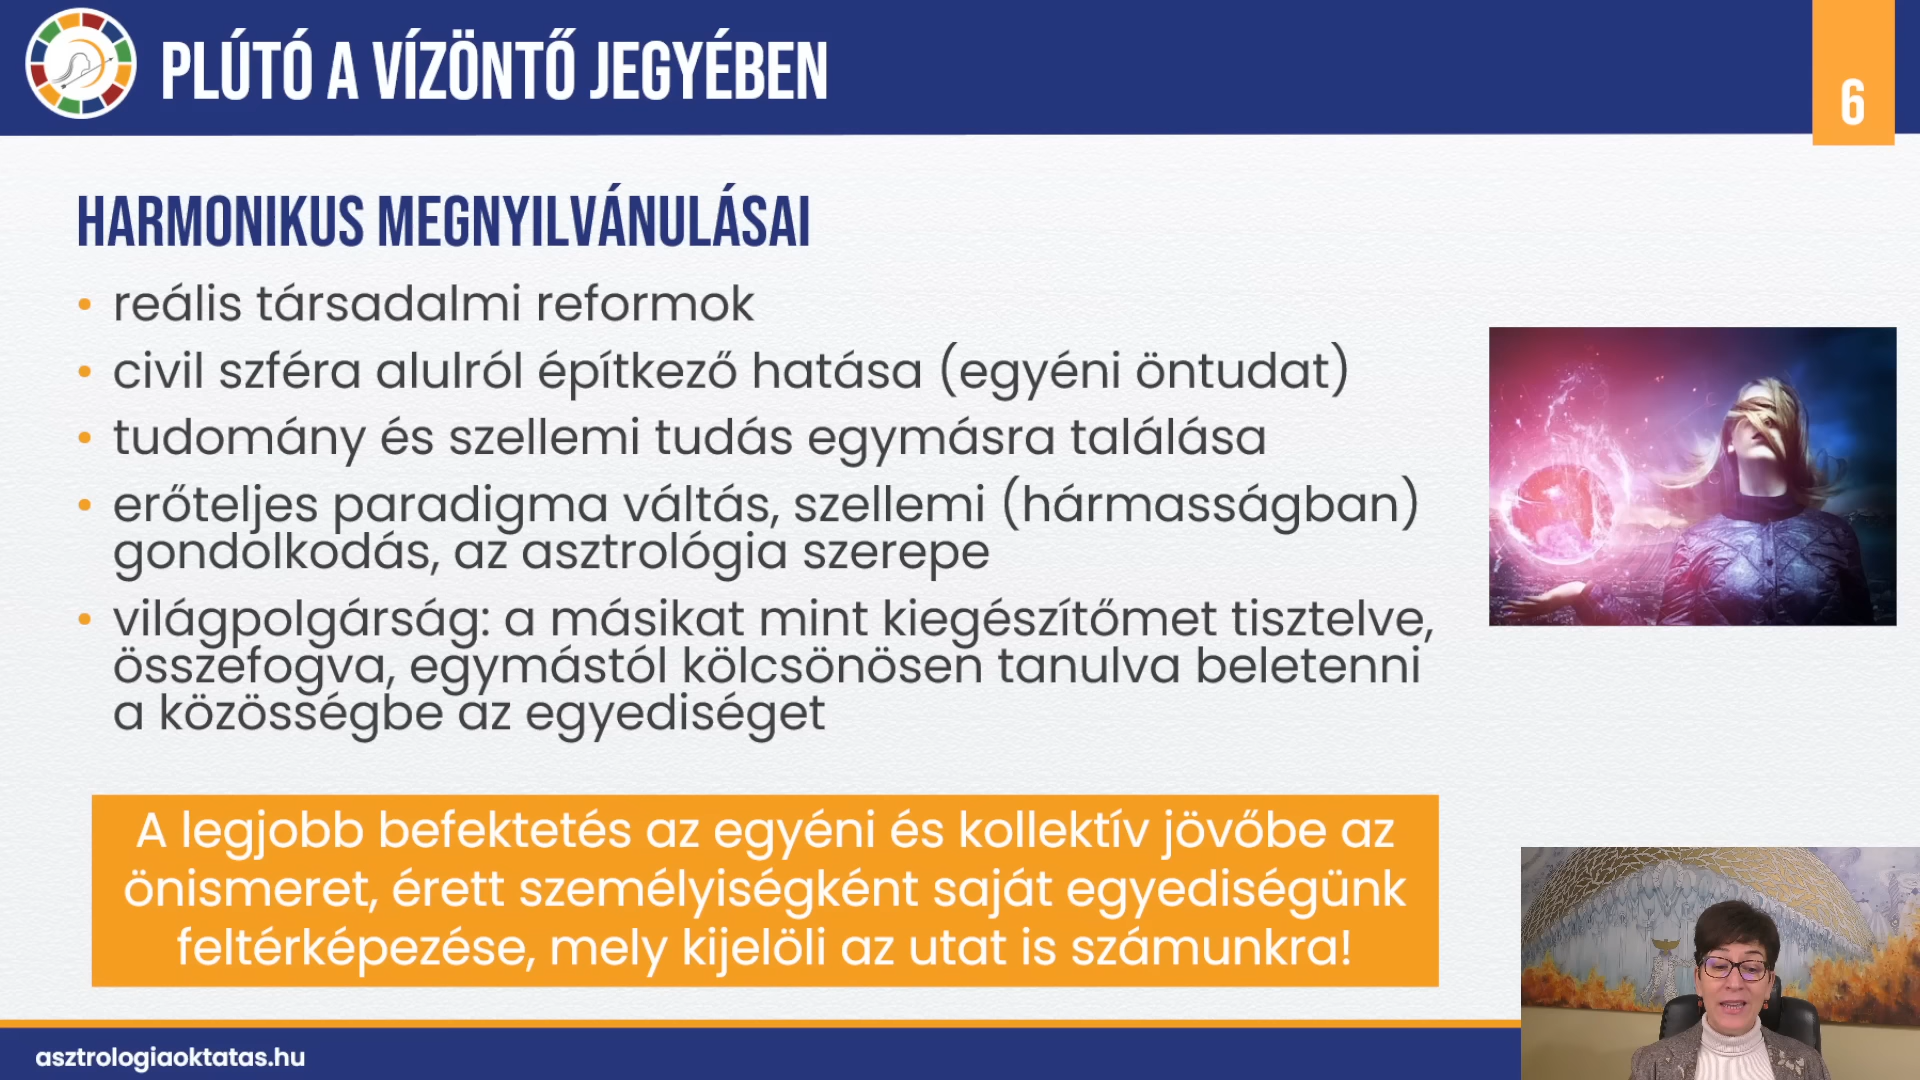 PLÚTÓ A VÍZÖNTŐ JEGYÉBEN
6
HARMONIKUS MEGNYILVÁNULÁSAI
• reális társadalmi reformok
• civil szféra alulról építkező hatása (egyéni öntudat)
• tudomány és szellemi tudás egymásra találása
• erőteljes paradigma váltás, szellemi (hármasságban)
gondolkodás, az asztrológia szerepe
• világpolgárság: a másikat mint kiegészítőmet tisztelve,
összefogva, egymástól kölcsönösen tanulva beletenni
a közösségbe az egyediséget
A legjobb befektetés az egyéni és kollektív jövőbe az
önismeret, érett személyiségként saját egyediségünk
feltérképezése, mely kijelöli az utat is számunkra!
asztrologiaoktatas.hu